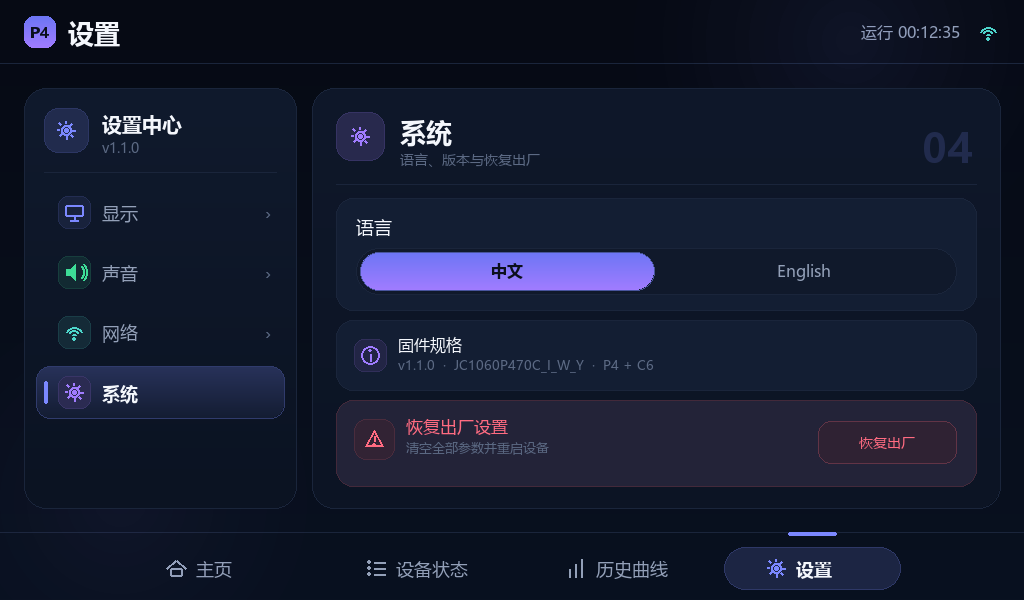 P4 设置
运行 00:12:35
设置中心
v1.1.0
显示 ›
声音 ›
网络 ›
系统
系统
语言、版本与恢复出厂
04
语言
中文 English
固件规格
v1.1.0 · JC1060P470C_I_W_Y · P4 + C6
恢复出厂设置
清空全部参数并重启设备
恢复出厂
主页 设备状态 历史曲线 设置